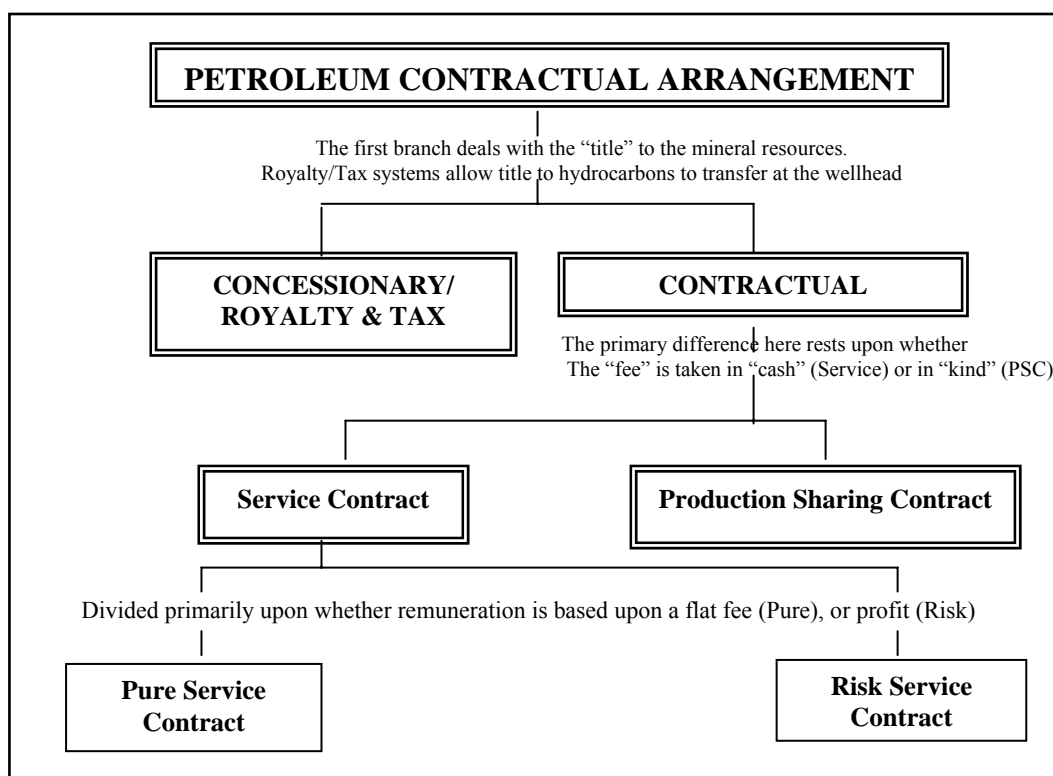 PETROLEUM CONTRACTUAL ARRANGEMENT
The first branch deals with the “title” to the mineral resources.
Royalty/Tax systems allow title to hydrocarbons to transfer at the wellhead
CONCESSIONARY/
ROYALTY & TAX
CONTRACTUAL
The primary difference here rests upon whether
The “fee” is taken in “cash” (Service) or in “kind” (PSC)
Service Contract
Production Sharing Contract
Divided primarily upon whether remuneration is based upon a flat fee (Pure), or profit (Risk)
Pure Service
Contract
Risk Service
Contract